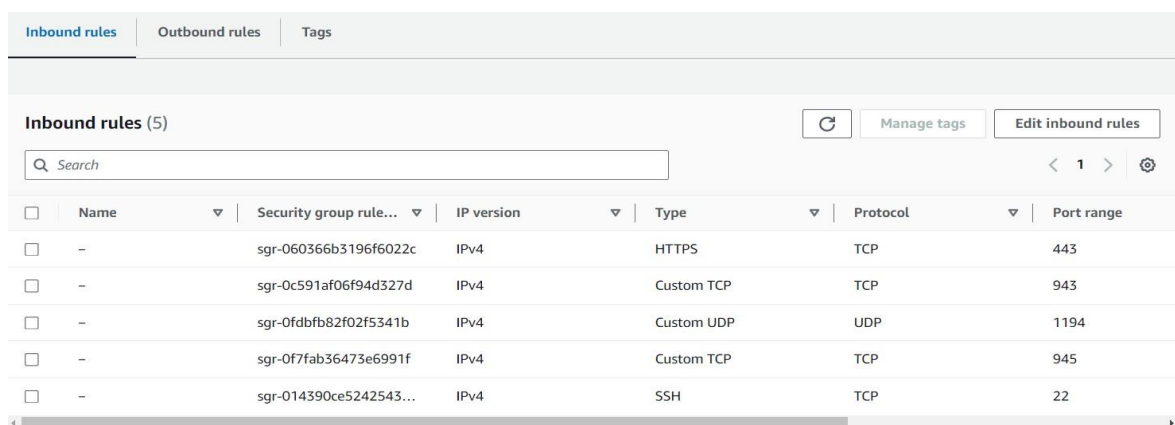 Inbound rules Outbound rules Tags
Inbound rules (5) Manage tags Edit inbound rules
Search 1
Name Security group rule... IP version Type Protocol Port range
– sgr-060366b3196f6022c IPv4 HTTPS TCP 443
– sgr-0c591af06f94d327d IPv4 Custom TCP TCP 943
– sgr-0fdbfb82f02f5341b IPv4 Custom UDP UDP 1194
– sgr-0f7fab36473e6991f IPv4 Custom TCP TCP 945
– sgr-014390ce5242543... IPv4 SSH TCP 22